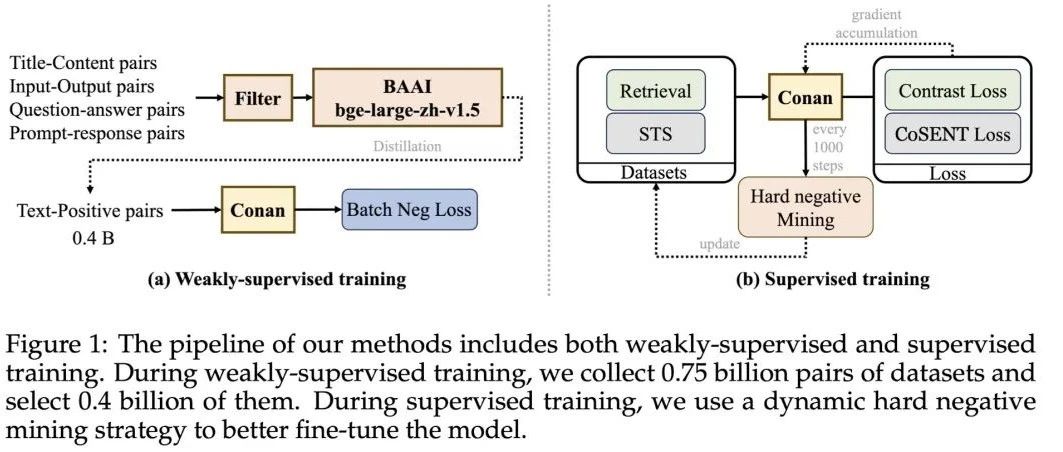 Title-Content pairs
Input-Output pairs
Question-answer pairs
Prompt-response pairs
Filter
BAAI
bge-large-zh-v1.5
Distillation
Text-Positive pairs
0.4 B
Conan
Batch Neg Loss
(a) Weakly-supervised training
gradient
accumulation
Retrieval
STS
Datasets
Conan
every
1000
steps
Contrast Loss
CoSENT Loss
Loss
Hard negative
Mining
update
(b) Supervised training
Figure 1: The pipeline of our methods includes both weakly-supervised and supervised
training. During weakly-supervised training, we collect 0.75 billion pairs of datasets and
select 0.4 billion of them. During supervised training, we use a dynamic hard negative
mining strategy to better fine-tune the model.